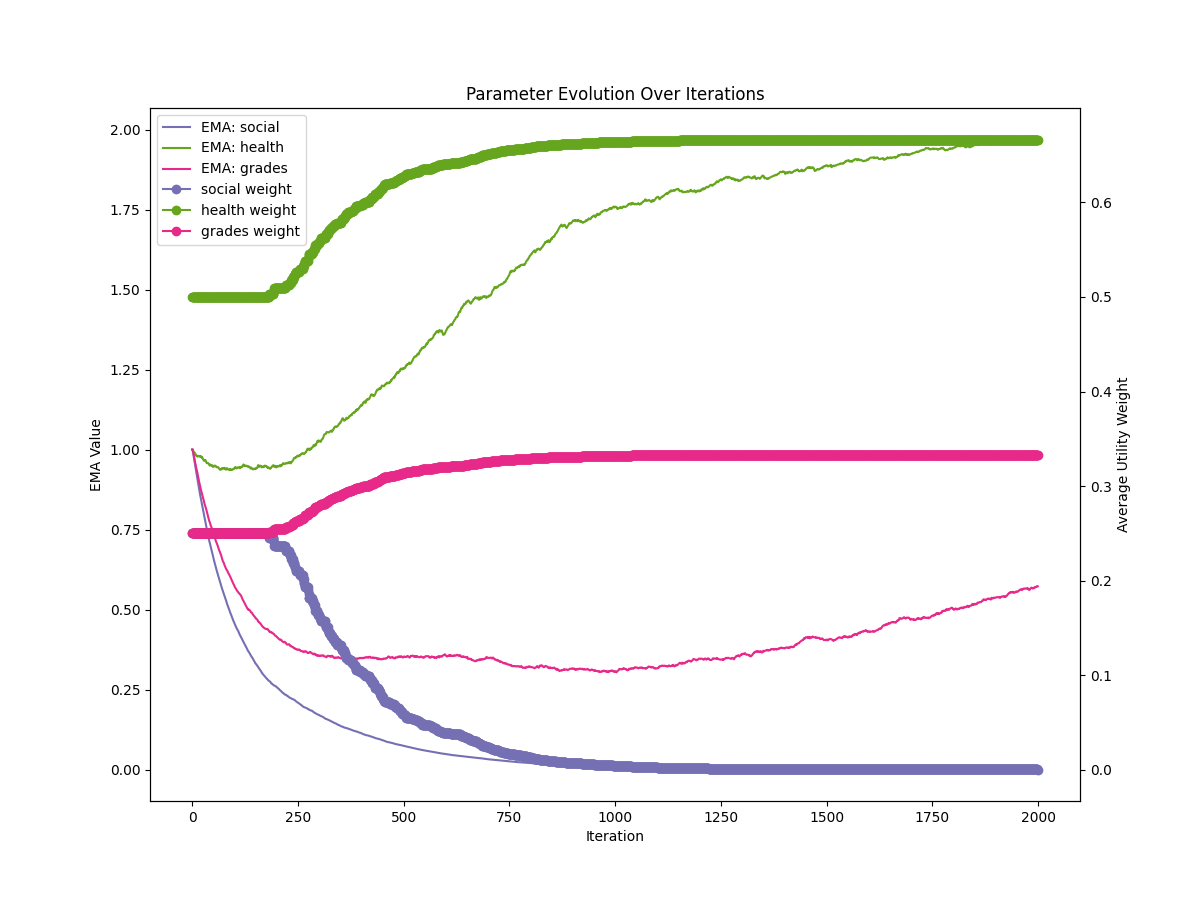 Parameter Evolution Over Iterations
EMA: social
EMA: health
EMA: grades
social weight
health weight
grades weight
2.00
1.75
1.50
1.25
1.00
0.75
0.50
0.25
0.00
EMA Value
0.6
0.5
0.4
0.3
0.2
0.1
0.0
Average Utility Weight
0 250 500 750 1000 1250 1500 1750 2000
Iteration